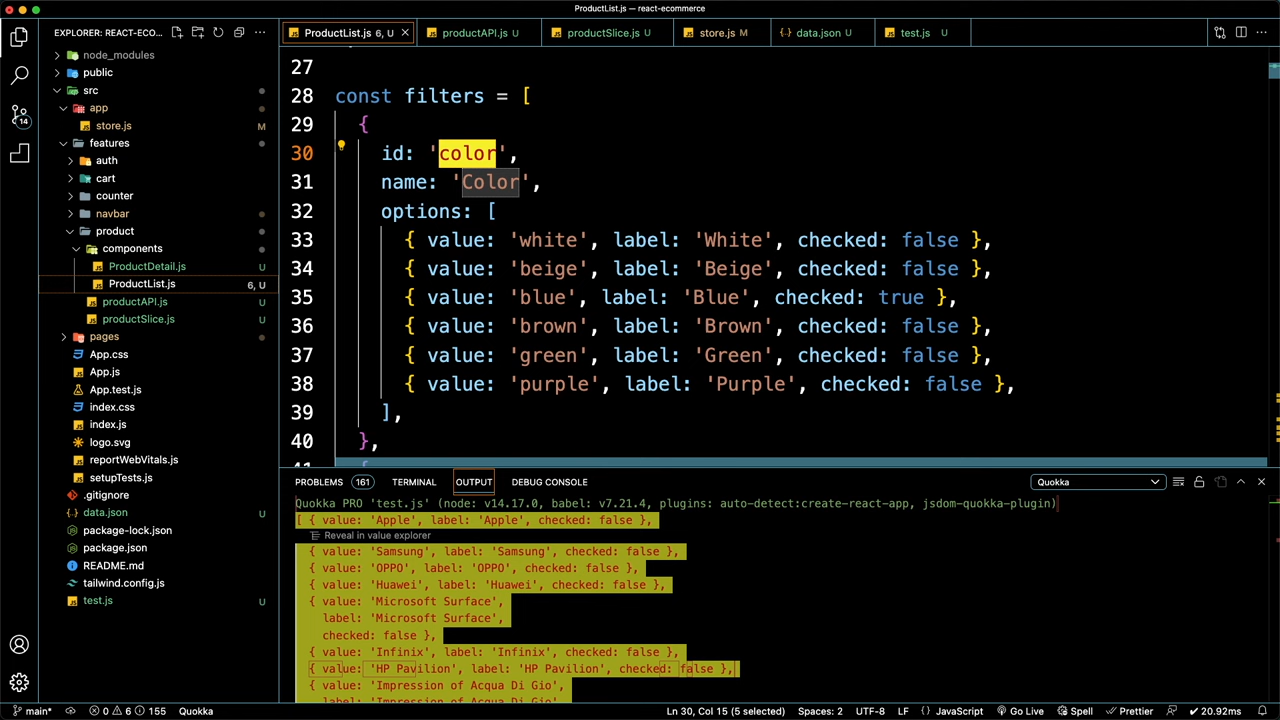 ProductList.js — react-ecommerce
EXPLORER: REACT-ECO...
ProductList.js 6, U
productAPI.js U
productSlice.js U
store.js M
data.json U
test.js U
node_modules
public
src
app
store.js M
features
auth
cart
counter
navbar
product
components
ProductDetail.js U
ProductList.js 6, U
productAPI.js U
productSlice.js U
pages
App.css
App.js
App.test.js
index.css
index.js
logo.svg
reportWebVitals.js
setupTests.js
.gitignore
data.json U
package-lock.json
package.json
README.md
tailwind.config.js
test.js U
14
27
28 const filters = [
29 {
30 id: 'color',
31 name: 'Color',
32 options: [
33 { value: 'white', label: 'White', checked: false },
34 { value: 'beige', label: 'Beige', checked: false },
35 { value: 'blue', label: 'Blue', checked: true },
36 { value: 'brown', label: 'Brown', checked: false },
37 { value: 'green', label: 'Green', checked: false },
38 { value: 'purple', label: 'Purple', checked: false },
39 ],
40 },
41 {
PROBLEMS 161 TERMINAL OUTPUT DEBUG CONSOLE Quokka
Quokka PRO 'test.js' (node: v14.17.0, babel: v7.21.4, plugins: auto-detect:create-react-app, jsdom-quokka-plugin)
[ { value: 'Apple', label: 'Apple', checked: false },
Reveal in value explorer
{ value: 'Samsung', label: 'Samsung', checked: false },
{ value: 'OPPO', label: 'OPPO', checked: false },
{ value: 'Huawei', label: 'Huawei', checked: false },
{ value: 'Microsoft Surface',
label: 'Microsoft Surface',
checked: false },
{ value: 'Infinix', label: 'Infinix', checked: false },
{ value: 'HP Pavilion', label: 'HP Pavilion', checked: false },
{ value: 'Impression of Acqua Di Gio',
label: 'Impression of Acqua Di Gio',
main* 0 6 155 Quokka Ln 30, Col 15 (5 selected) Spaces: 2 UTF-8 LF {} JavaScript Go Live Spell Prettier 20.92ms